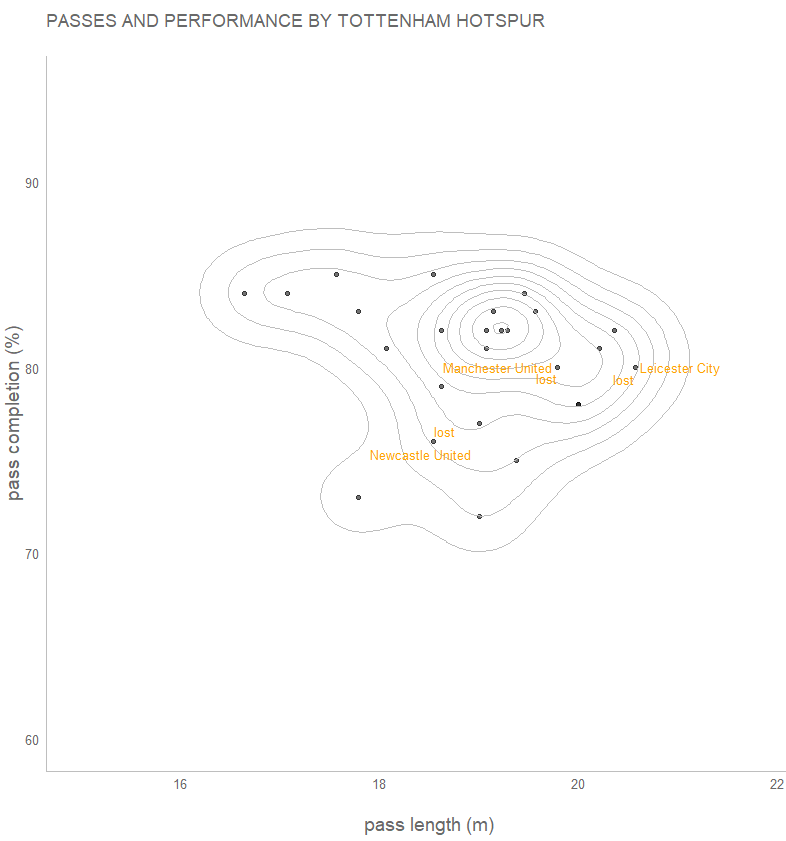 PASSES AND PERFORMANCE BY TOTTENHAM HOTSPUR
90
80
70
60
pass completion (%)
Manchester United
lost
Leicester City
lost
lost
Newcastle United
16
18
20
22
pass length (m)